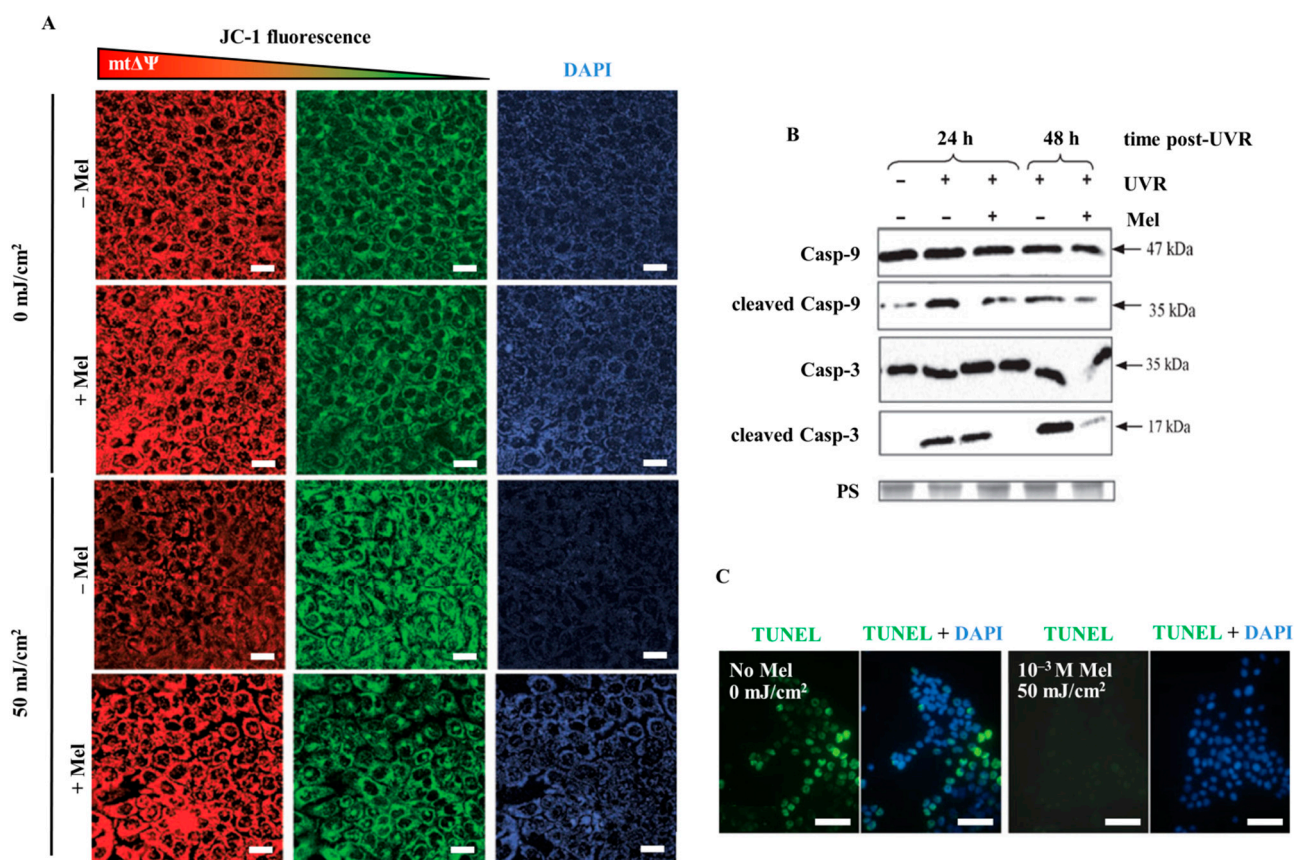 A
JC-1 fluorescence
mtΔΨ
DAPI
0 mJ/cm²
– Mel
+ Mel
50 mJ/cm²
– Mel
+ Mel
B
24 h 48 h time post-UVR
– + + + + UVR
– – + – + Mel
Casp-9 47 kDa
cleaved Casp-9 35 kDa
Casp-3 35 kDa
cleaved Casp-3 17 kDa
PS
C
TUNEL TUNEL + DAPI TUNEL TUNEL + DAPI
No Mel
0 mJ/cm²
10⁻³ M Mel
50 mJ/cm²